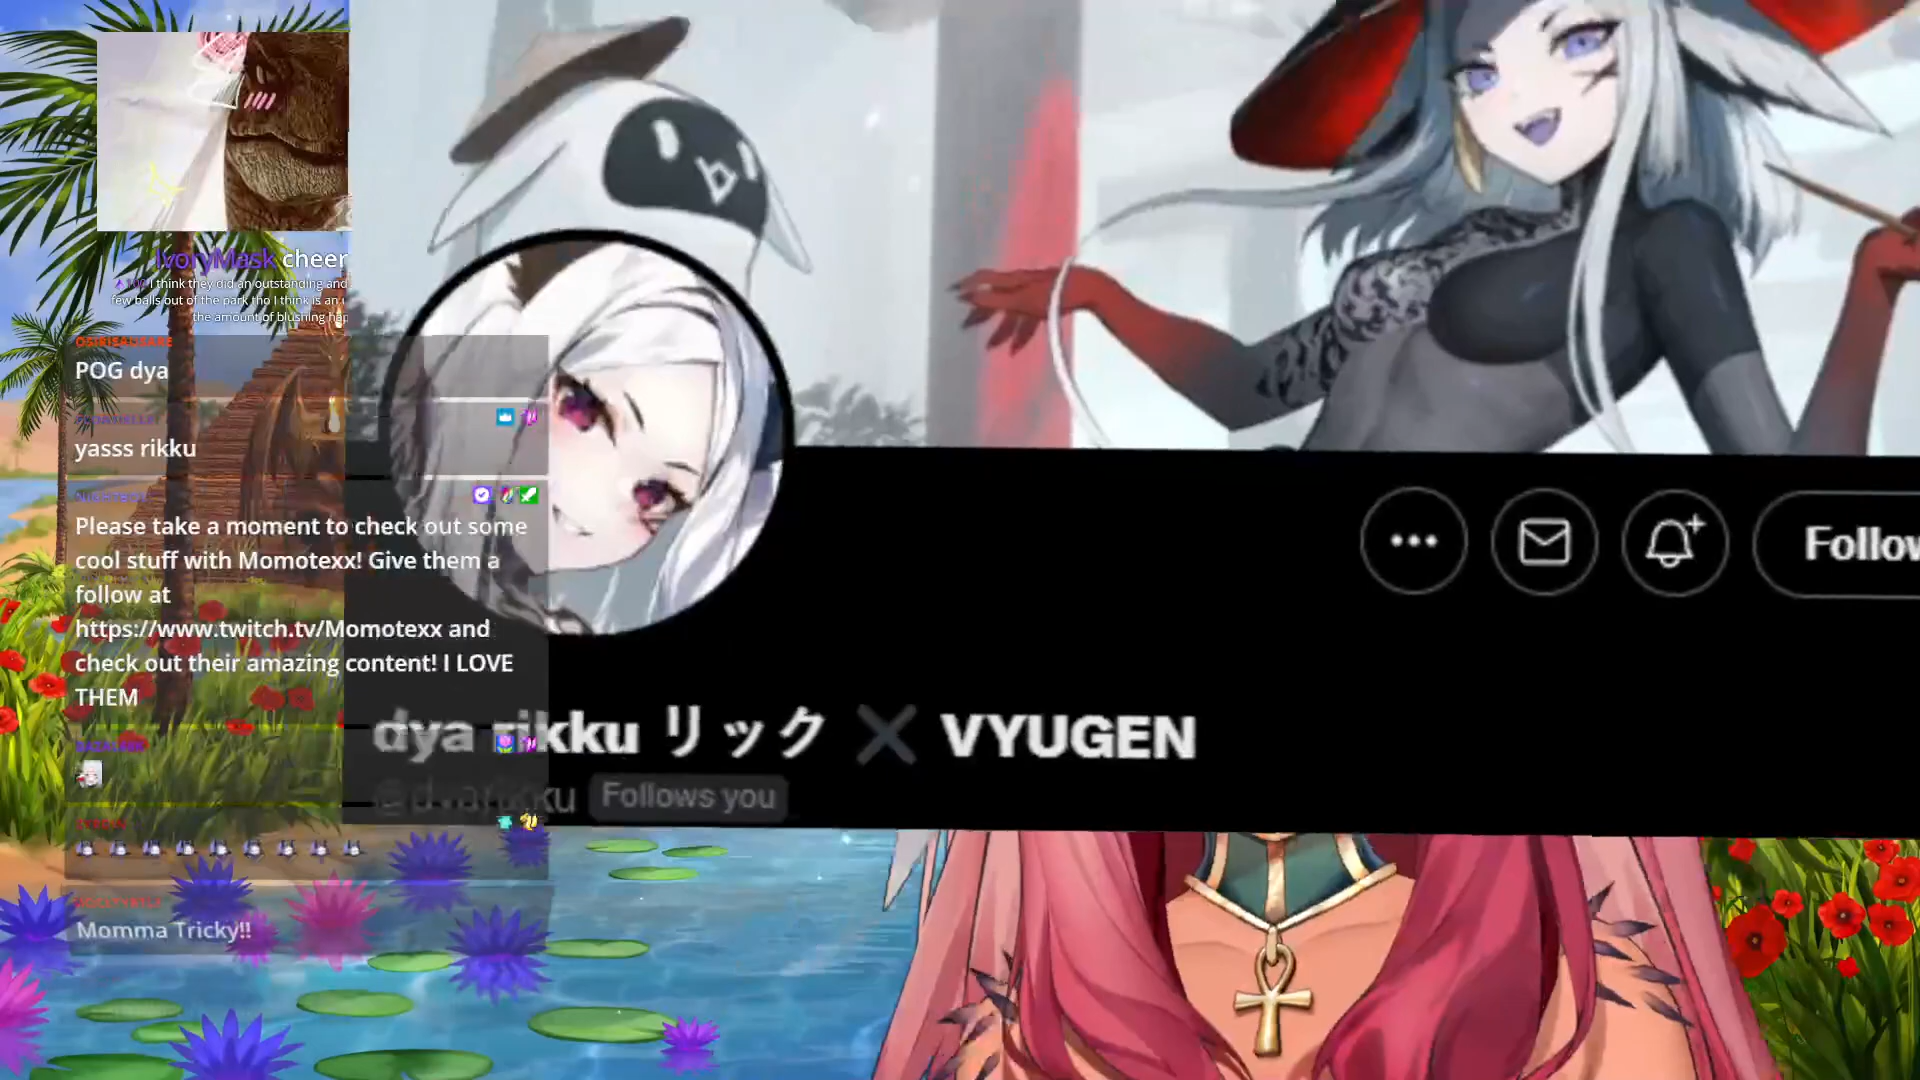 IvoryMask cheer
100 I think they did an outstanding and
few balls out of the park tho I think is an
the amount of blushing hap
POG dya
yasss rikku
Please take a moment to check out some
cool stuff with Momotexx! Give them a
follow at
https://www.twitch.tv/Momotexx and
check out their amazing content! I LOVE
THEM
Momma Tricky!!
Follow
dya rikku リック X VYUGEN
@dyarikku Follows you